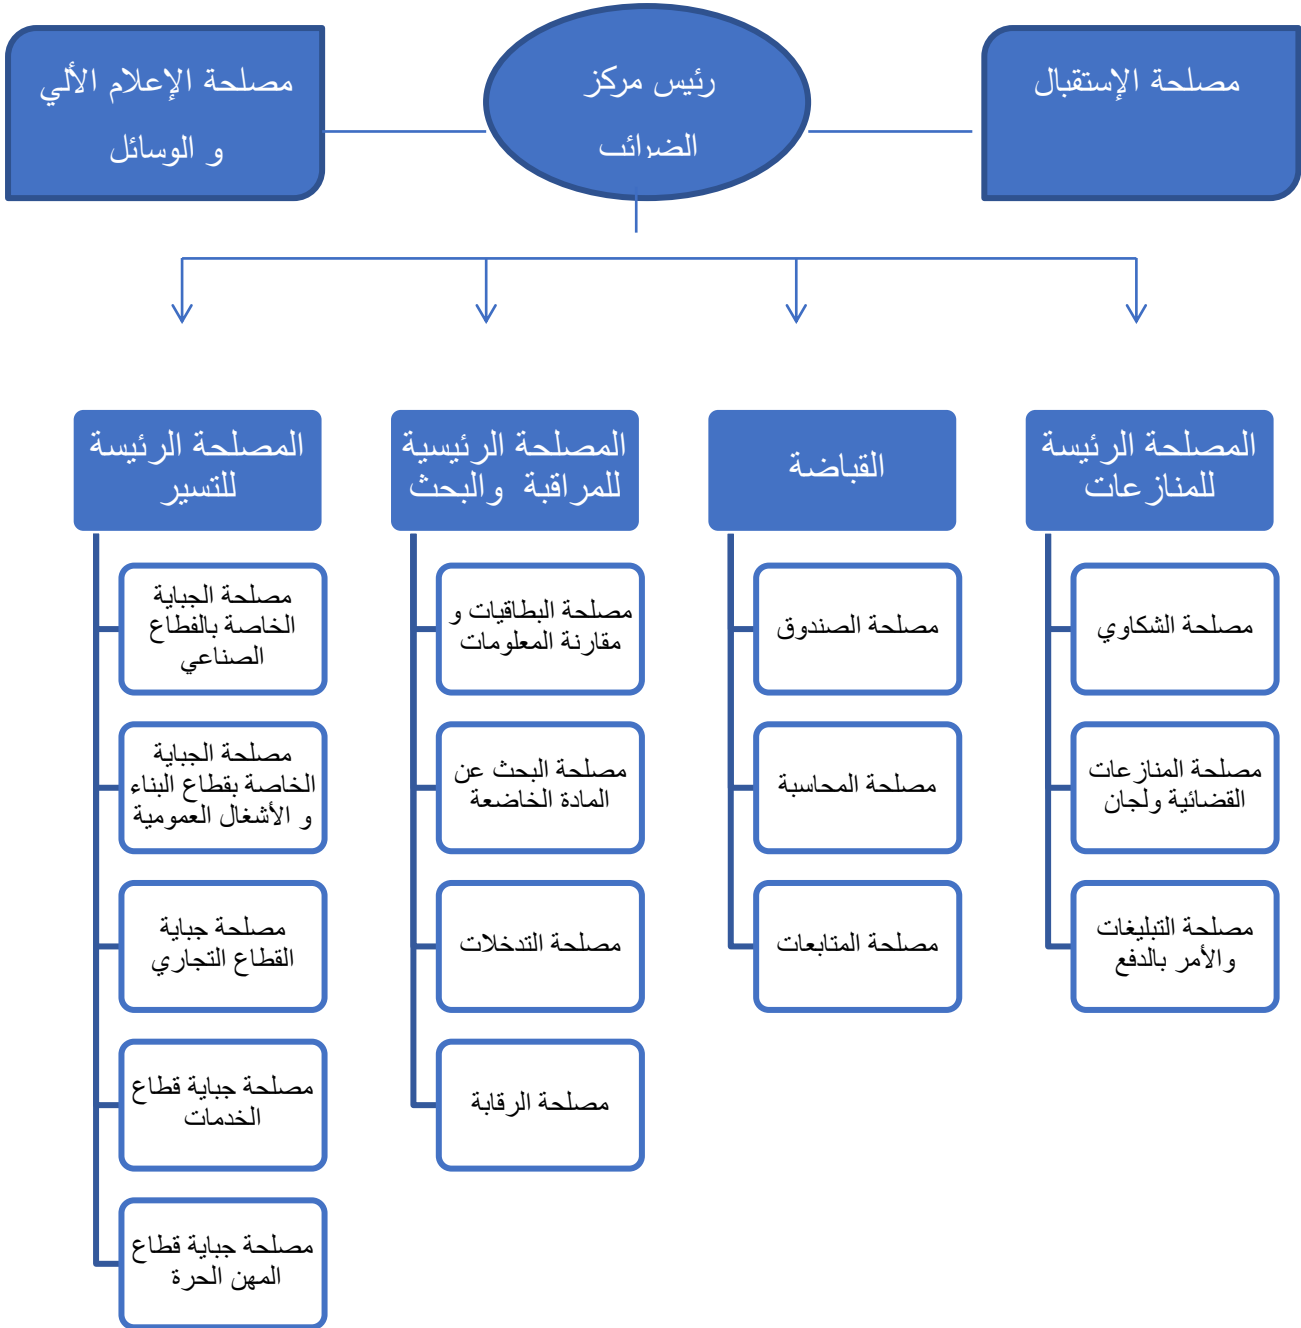 مصلحة الإستقبال
رئيس مركز
الضرائب
مصلحة الإعلام الألي
و الوسائل
المصلحة الرئيسة
للمنازعات
مصلحة الشكاوي
مصلحة المنازعات
القضائية ولجان
مصلحة التبليغات
والأمر بالدفع
القباضة
مصلحة الصندوق
مصلحة المحاسبة
مصلحة المتابعات
المصلحة الرئيسية
للمراقبة والبحث
مصلحة البطاقيات و
مقارنة المعلومات
مصلحة البحث عن
المادة الخاضعة
مصلحة التدخلات
مصلحة الرقابة
المصلحة الرئيسة
للتسير
مصلحة الجباية
الخاصة بالفطاع
الصناعي
مصلحة الجباية
الخاصة بقطاع البناء
و الأشغال العمومية
مصلحة جباية
القطاع التجاري
مصلحة جباية قطاع
الخدمات
مصلحة جباية قطاع
المهن الحرة